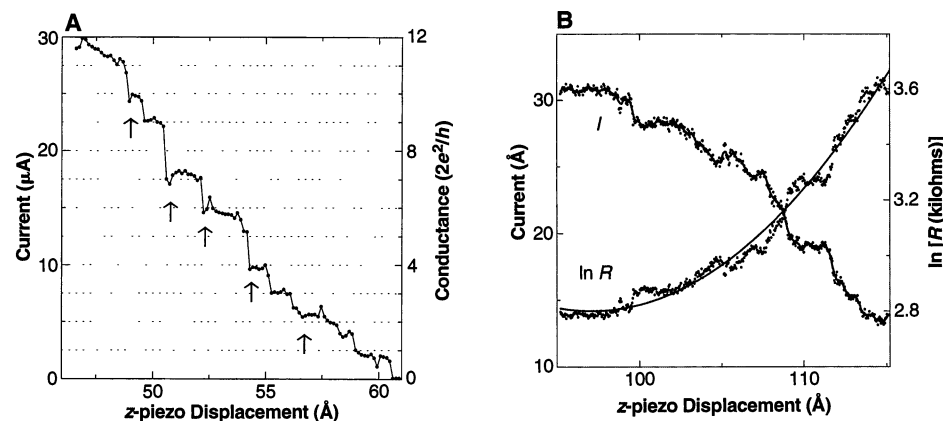 A
30
20
10
0
Current (µA)
12
8
4
0
Conductance (2e²/h)
50
55
60
z-piezo Displacement (Å)
B
30
20
10
Current (Å)
I
ln R
3.6
3.2
2.8
ln [R (kilohms)]
100
110
z-piezo Displacement (Å)